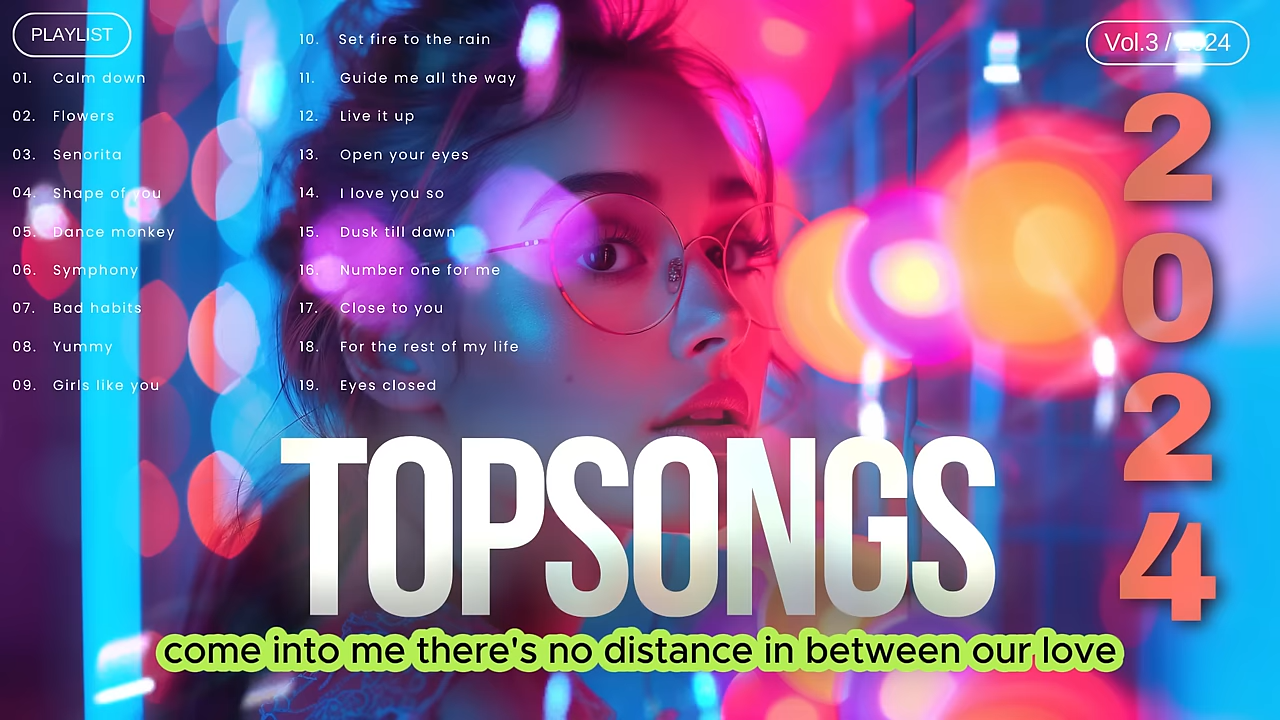 PLAYLIST
01. Calm down
02. Flowers
03. Senorita
04. Shape of you
05. Dance monkey
06. Symphony
07. Bad habits
08. Yummy
09. Girls like you
10. Set fire to the rain
11. Guide me all the way
12. Live it up
13. Open your eyes
14. I love you so
15. Dusk till dawn
16. Number one for me
17. Close to you
18. For the rest of my life
19. Eyes closed
Vol.3 / 2024
2024
TOPSONGS
come into me there's no distance in between our love